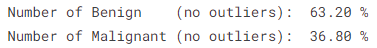 Number of Benign    (no outliers):  63.20 %
Number of Malignant (no outliers):  36.80 %